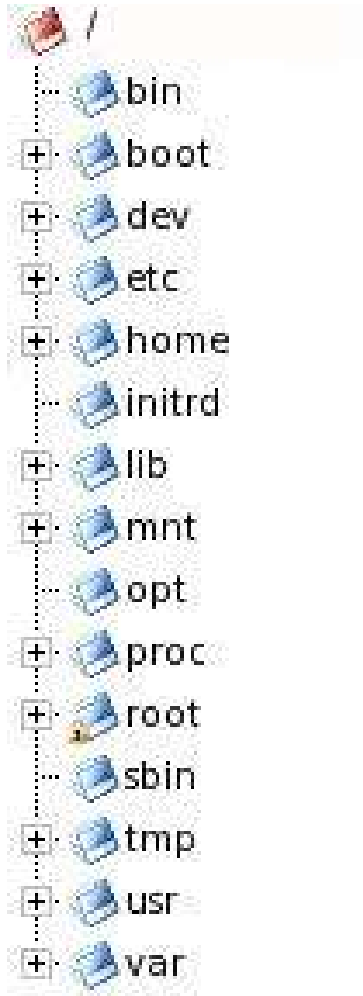 /
bin
boot
dev
etc
home
initrd
lib
mnt
opt
proc
root
sbin
tmp
usr
var